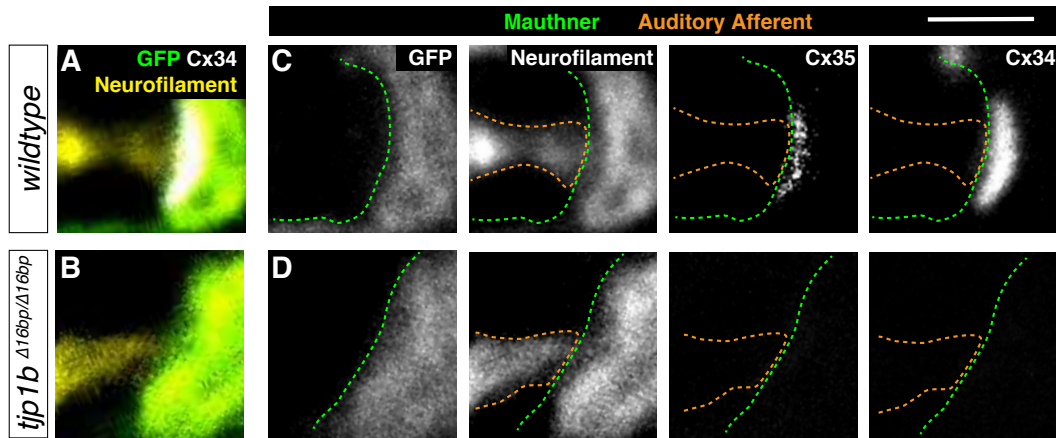 Mauthner Auditory Afferent
wildtype
A GFP Cx34
Neurofilament
C GFP
Neurofilament
Cx35
Cx34
tjp1b Δ16bp/Δ16bp
B
D